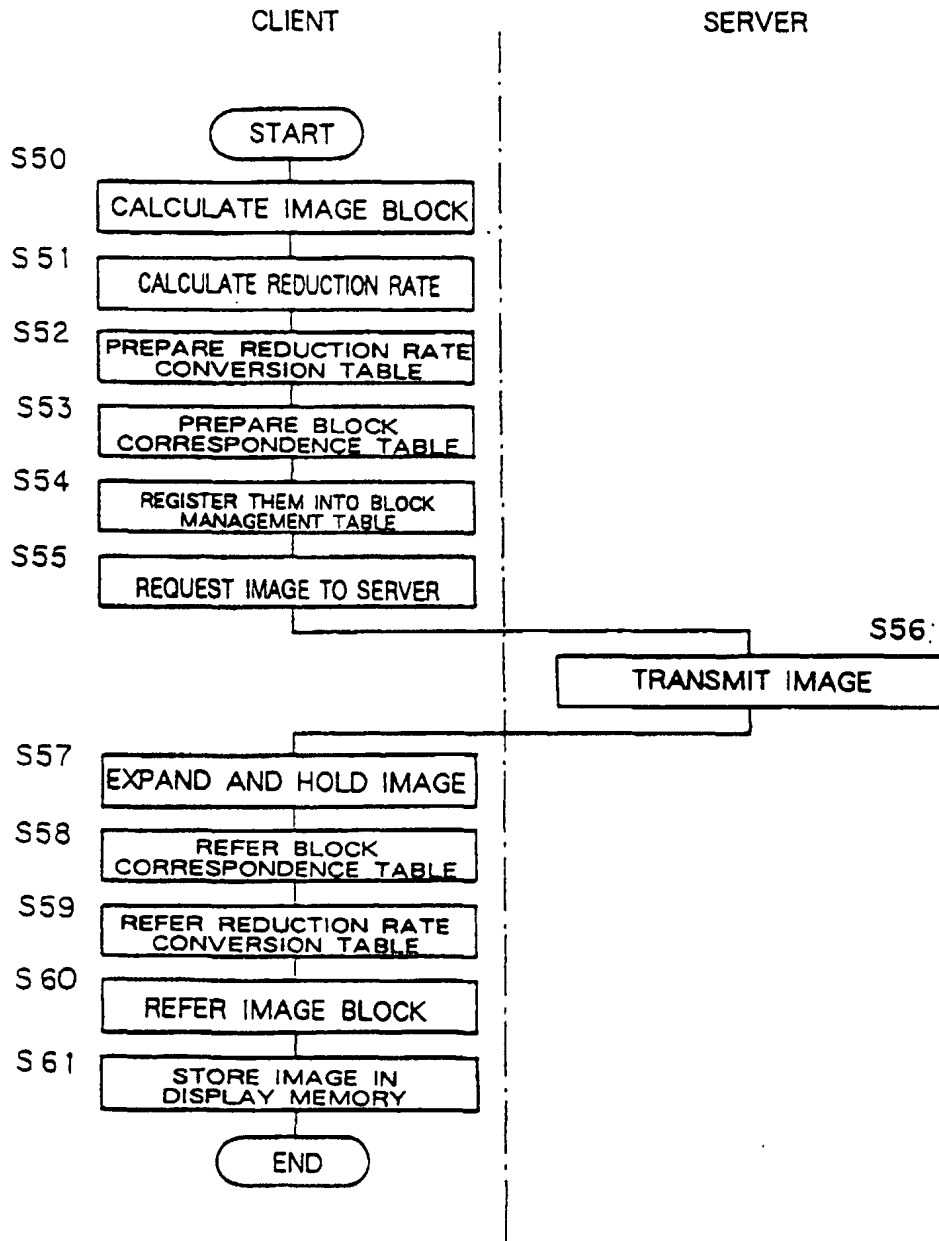 CLIENT
SERVER
START
S50
CALCULATE IMAGE BLOCK
S51
CALCULATE REDUCTION RATE
S52
PREPARE REDUCTION RATE
CONVERSION TABLE
S53
PREPARE BLOCK
CORRESPONDENCE TABLE
S54
REGISTER THEM INTO BLOCK
MANAGEMENT TABLE
S55
REQUEST IMAGE TO SERVER
S56
TRANSMIT IMAGE
S57
EXPAND AND HOLD IMAGE
S58
REFER BLOCK
CORRESPONDENCE TABLE
S59
REFER REDUCTION RATE
CONVERSION TABLE
S60
REFER IMAGE BLOCK
S61
STORE IMAGE IN
DISPLAY MEMORY
END